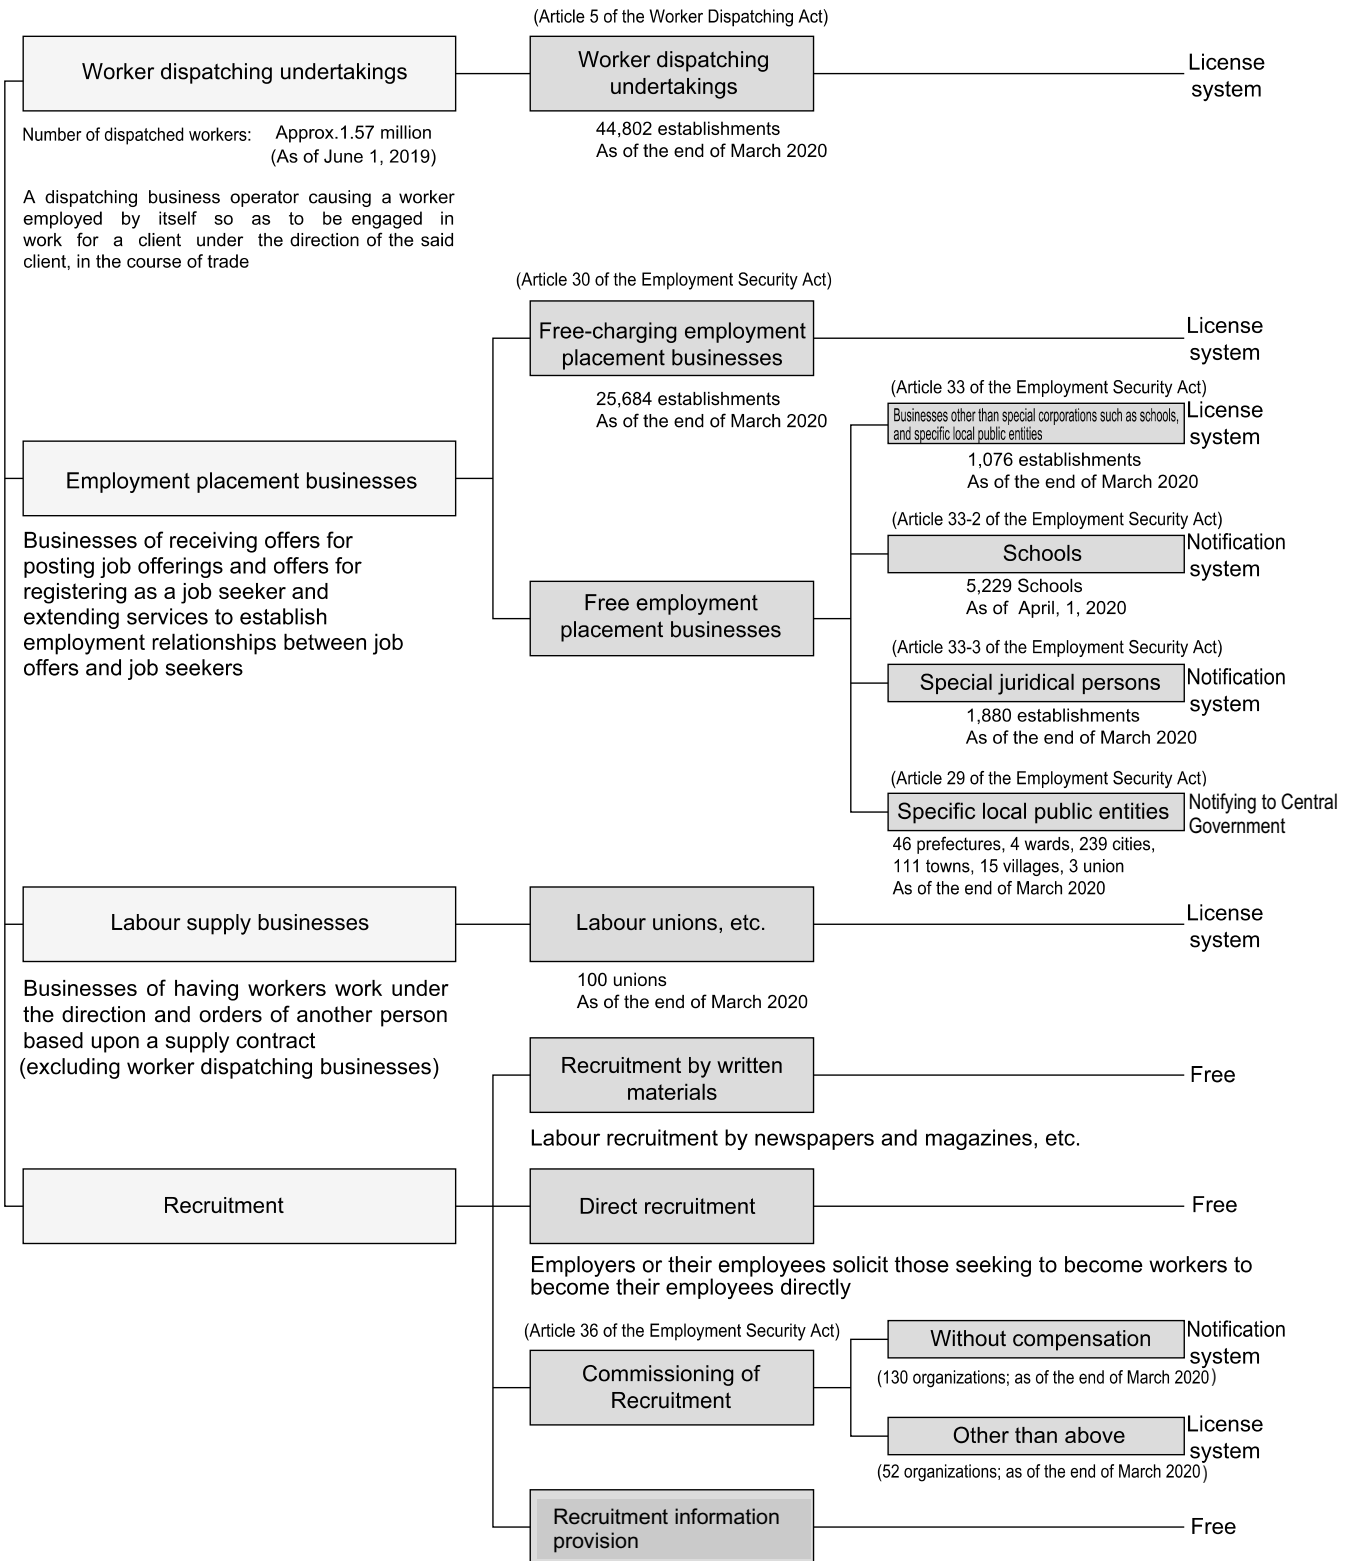 (Article 5 of the Worker Dispatching Act)
Worker dispatching undertakings
Worker dispatching
undertakings
License
system
Number of dispatched workers: Approx.1.57 million
(As of June 1, 2019)
44,802 establishments
As of the end of March 2020
A dispatching business operator causing a worker
employed by itself so as to be engaged in
work for a client under the direction of the said
client, in the course of trade
(Article 30 of the Employment Security Act)
Free-charging employment
placement businesses
License
system
25,684 establishments
As of the end of March 2020
(Article 33 of the Employment Security Act)
Businesses other than special corporations such as schools,
and specific local public entities
License
system
1,076 establishments
As of the end of March 2020
Employment placement businesses
Businesses of receiving offers for
posting job offerings and offers for
registering as a job seeker and
extending services to establish
employment relationships between job
offers and job seekers
(Article 33-2 of the Employment Security Act)
Schools
Notification
system
5,229 Schools
As of April, 1, 2020
Free employment
placement businesses
(Article 33-3 of the Employment Security Act)
Special juridical persons
Notification
system
1,880 establishments
As of the end of March 2020
(Article 29 of the Employment Security Act)
Specific local public entities
Notifying to Central
Government
46 prefectures, 4 wards, 239 cities,
111 towns, 15 villages, 3 union
As of the end of March 2020
Labour supply businesses
Labour unions, etc.
License
system
100 unions
As of the end of March 2020
Businesses of having workers work under
the direction and orders of another person
based upon a supply contract
(excluding worker dispatching businesses)
Recruitment by written
materials
Free
Labour recruitment by newspapers and magazines, etc.
Recruitment
Direct recruitment
Free
Employers or their employees solicit those seeking to become workers to
become their employees directly
(Article 36 of the Employment Security Act)
Commissioning of
Recruitment
Without compensation
Notification
system
(130 organizations; as of the end of March 2020)
Other than above
License
system
(52 organizations; as of the end of March 2020)
Recruitment information
provision
Free